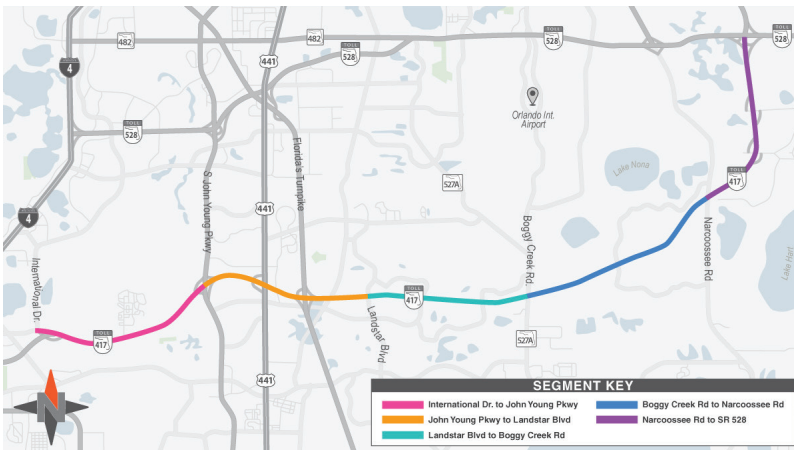 482
482
441
TOLL
528
TOLL
528
TOLL
528
4
TOLL
528
Orlando Int.
Airport
Florida's Turnpike
S John Young Pkwy
527A
Lake Nona
TOLL
417
441
4
International Dr.
Boggy Creek Rd.
Narcoossee Rd
Lake Hart
TOLL
417
Landstar Blvd
TOLL
417
527A
441
N
SEGMENT KEY
International Dr. to John Young Pkwy
John Young Pkwy to Landstar Blvd
Landstar Blvd to Boggy Creek Rd
Boggy Creek Rd to Narcoossee Rd
Narcoossee Rd to SR 528